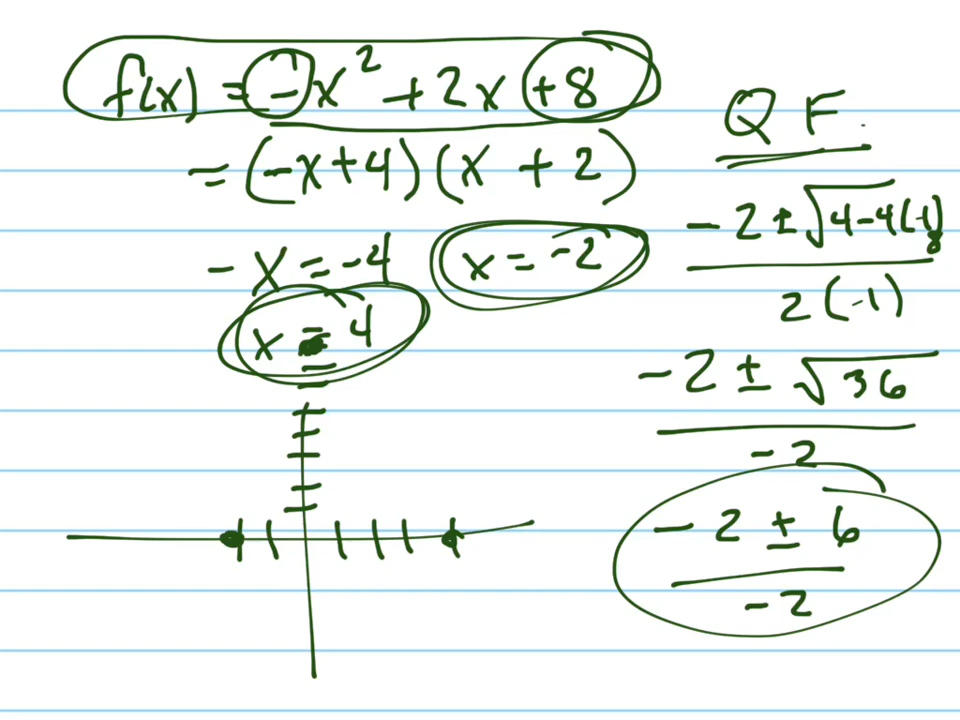 f(x) = -x² + 2x + 8
= (-x + 4)(x + 2)
-x = -4
x = -2
x = 4
Q F.
-2 ± √4-4(-1)8
2(-1)
-2 ± √36
-2
-2 ± 6
-2